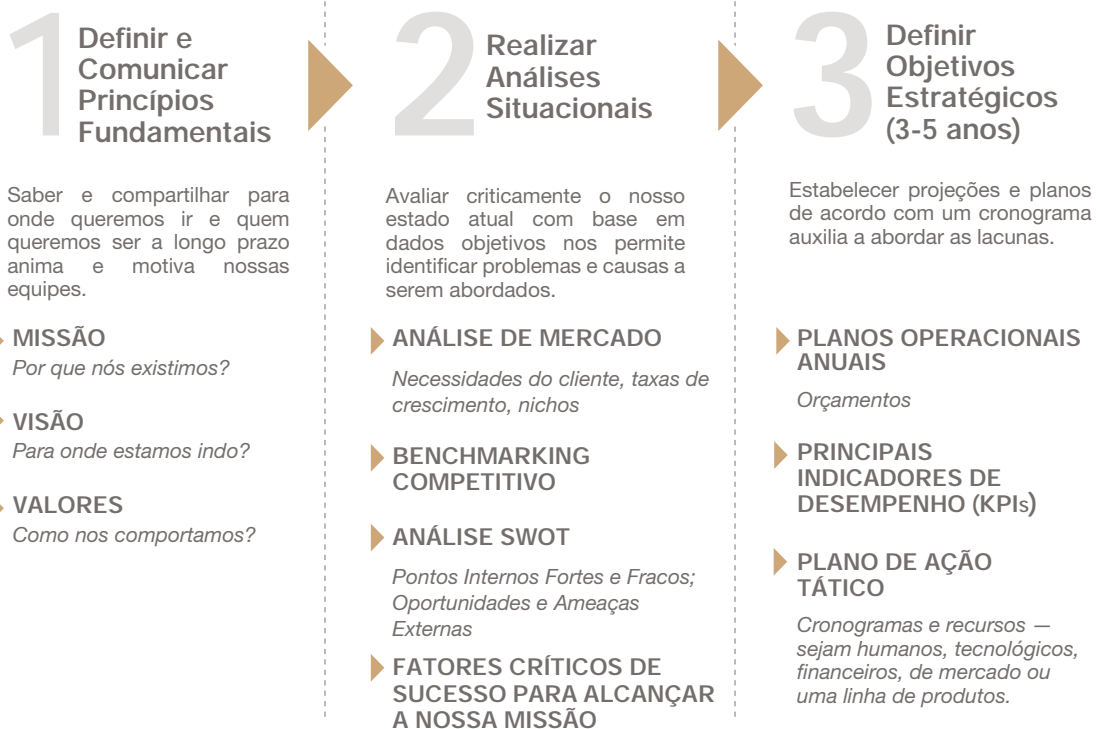 1
Definir e
Comunicar
Princípios
Fundamentais
Saber e compartilhar para
onde queremos ir e quem
queremos ser a longo prazo
anima e motiva nossas
equipes.
MISSÃO
Por que nós existimos?
VISÃO
Para onde estamos indo?
VALORES
Como nos comportamos?
2
Realizar
Análises
Situacionais
Avaliar criticamente o nosso
estado atual com base em
dados objetivos nos permite
identificar problemas e causas a
serem abordados.
ANÁLISE DE MERCADO
Necessidades do cliente, taxas de
crescimento, nichos
BENCHMARKING
COMPETITIVO
ANÁLISE SWOT
Pontos Internos Fortes e Fracos;
Oportunidades e Ameaças
Externas
FATORES CRÍTICOS DE
SUCESSO PARA ALCANÇAR
A NOSSA MISSÃO
3
Definir
Objetivos
Estratégicos
(3-5 anos)
Estabelecer projeções e planos
de acordo com um cronograma
auxilia a abordar as lacunas.
PLANOS OPERACIONAIS
ANUAIS
Orçamentos
PRINCIPAIS
INDICADORES DE
DESEMPENHO (KPIs)
PLANO DE AÇÃO
TÁTICO
Cronogramas e recursos —
sejam humanos, tecnológicos,
financeiros, de mercado ou
uma linha de produtos.